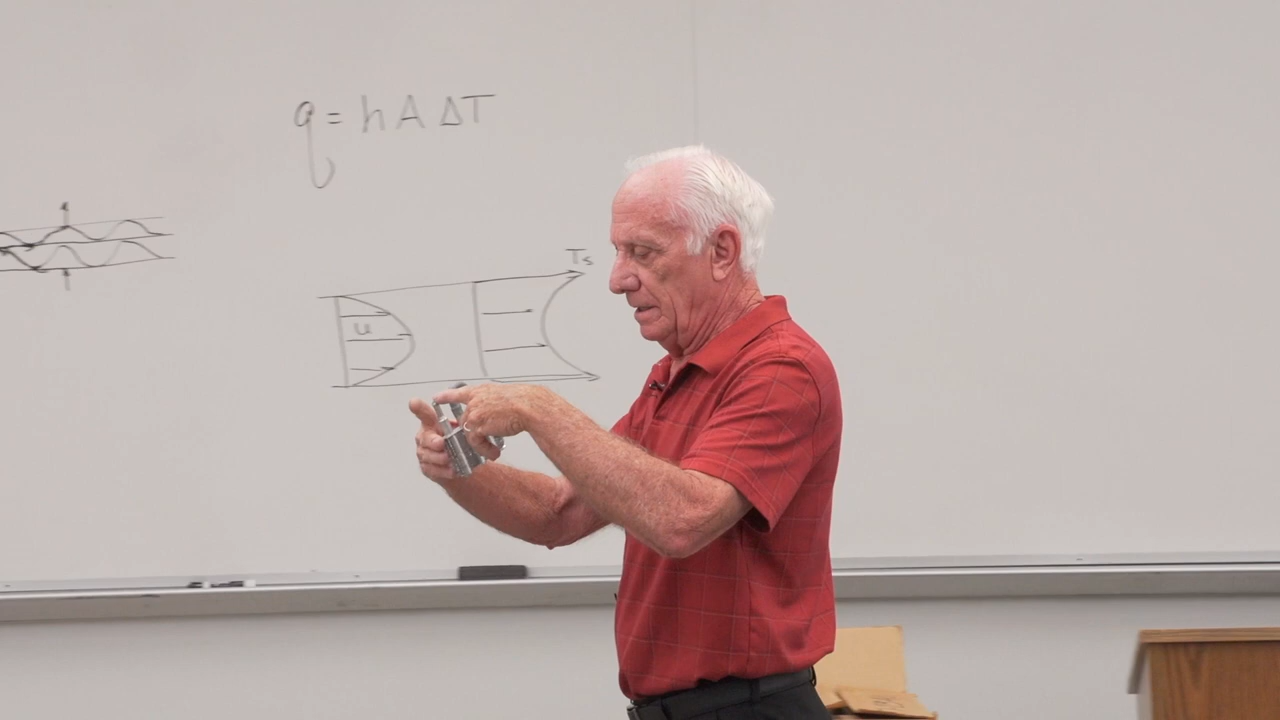 q = hAΔT
Ts
u